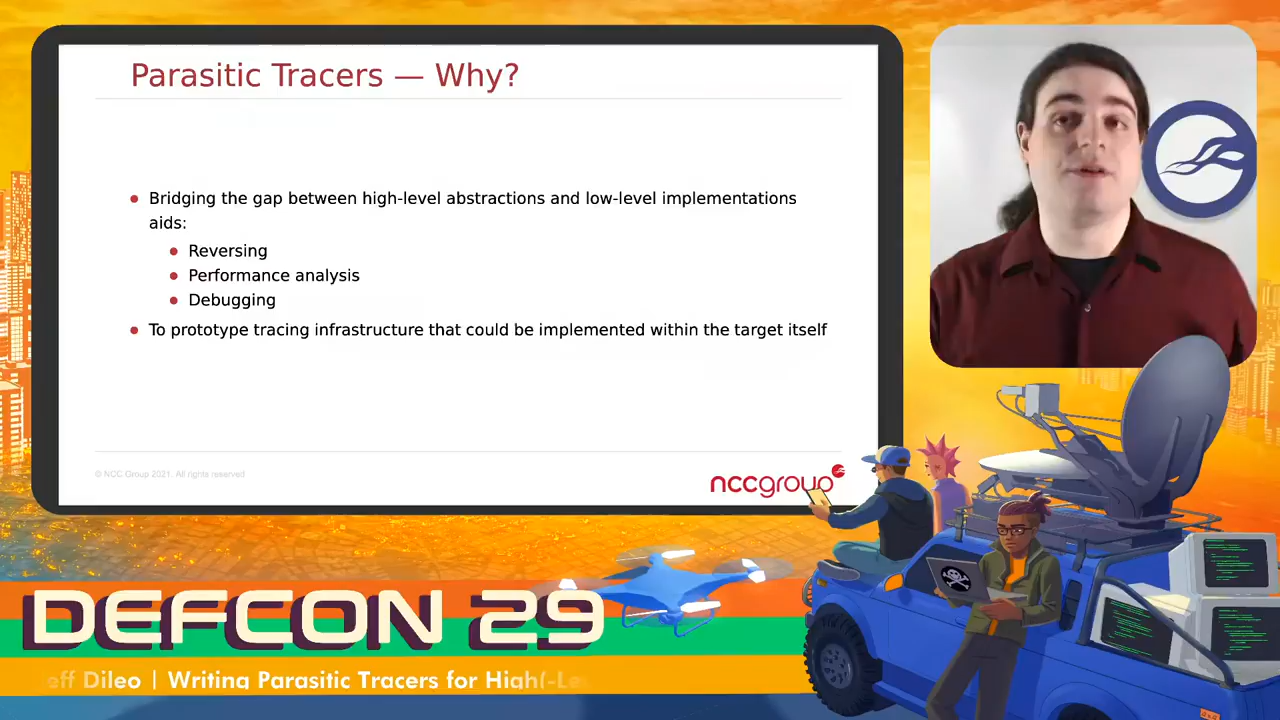 Parasitic Tracers — Why?
Bridging the gap between high-level abstractions and low-level implementations
aids:
Reversing
Performance analysis
Debugging
To prototype tracing infrastructure that could be implemented within the target itself
© NCC Group 2021. All rights reserved
nccgroup
DEFCON 29
eff Dileo | Writing Parasitic Tracers for High(-Le